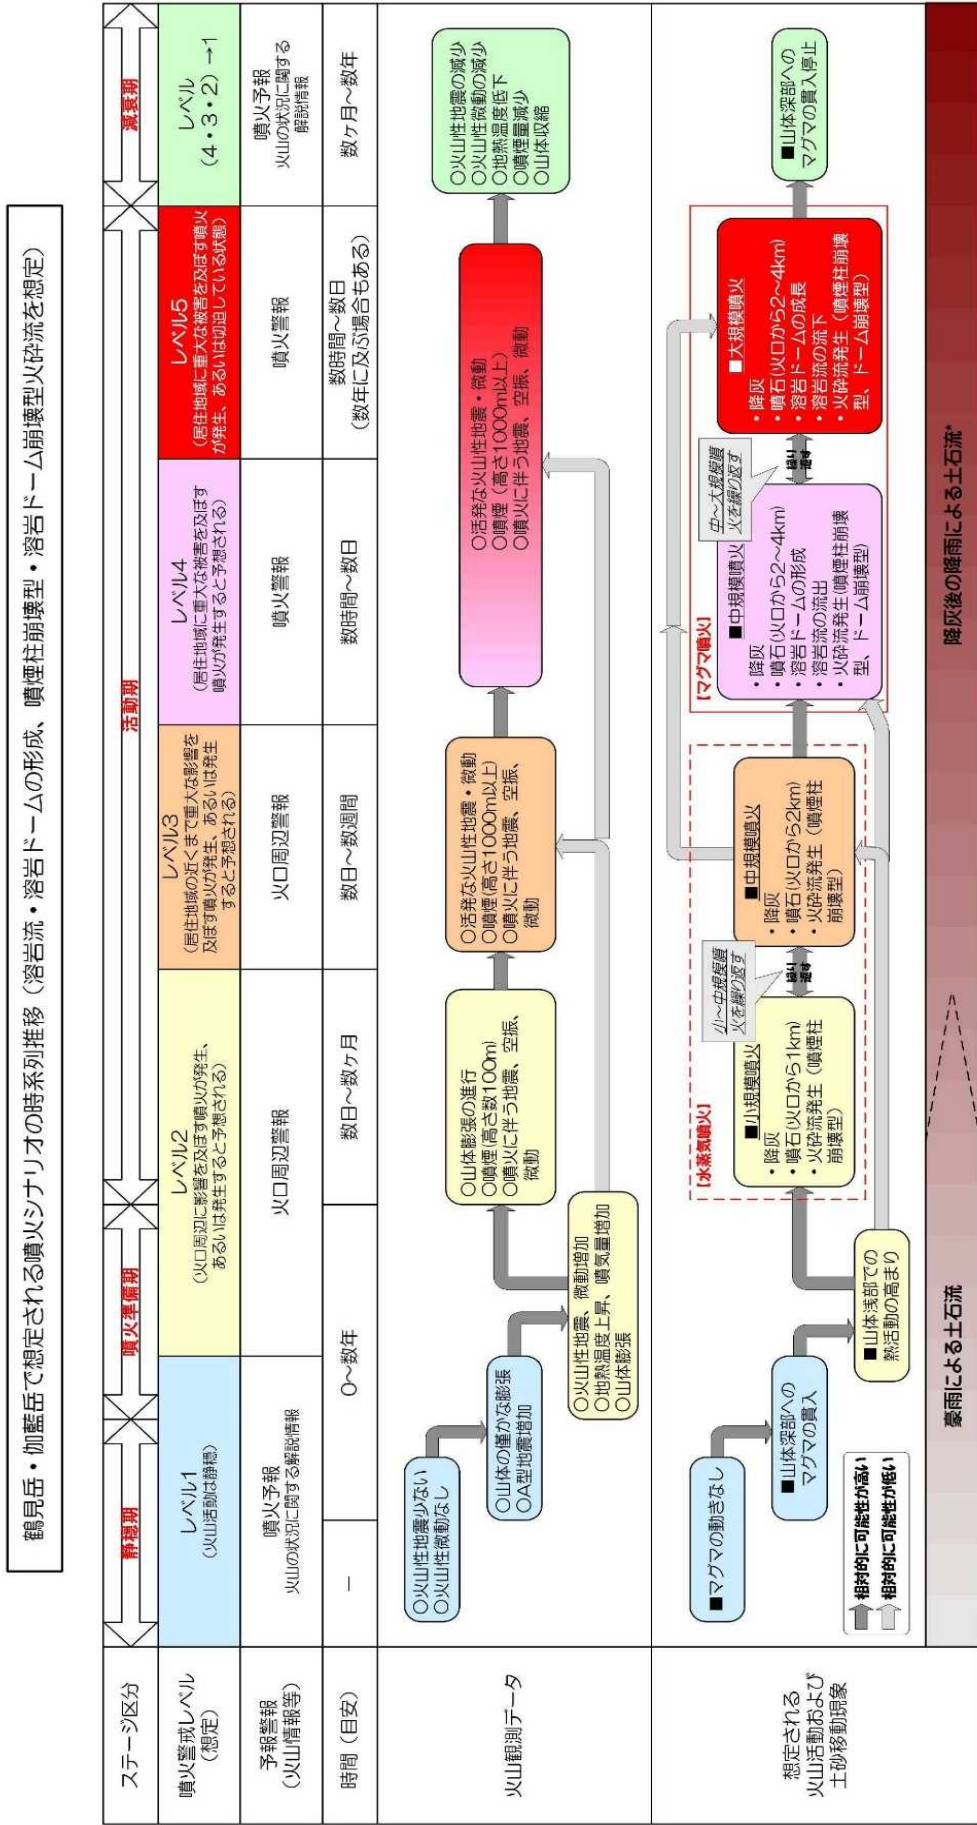 鶴見岳・伽藍岳で想定される噴火シナリオの時系列推移（溶岩流・溶岩ドームの形成、噴煙柱崩壊型・溶岩ドーム崩壊型火砕流を想定）
ステージ区分
静穏期
噴火準備期
活動期
減衰期
噴火警戒レベル
（想定）
レベル1
（火山活動は静穏）
レベル2
（火口周辺に影響を及ぼす噴火が発生、
あるいは発生すると予想される）
レベル3
（居住地域の近くまで重大な影響を
及ぼす噴火が発生、あるいは発生
すると予想される）
レベル4
（居住地域に重大な被害を及ぼす
噴火が発生すると予想される）
レベル5
（居住地域に重大な被害を及ぼす噴火
が発生、あるいは切迫している状態）
レベル
（4・3・2）→1
予報警報
（火山情報等）
噴火予報
火山の状況に関する解説情報
火口周辺警報
火口周辺警報
噴火警報
噴火警報
噴火予報
火山の状況に関する
解説情報
時間（目安）
－
0～数年
数日～数ヶ月
数日～数週間
数時間～数日
数時間～数日
（数年に及ぶ場合もある）
数ヶ月～数年
火山観測データ
○火山性地震少ない
○火山性微動なし
○山体の僅かな膨張
○A型地震増加
○火山性地震、微動増加
○地熱温度上昇、噴気量増加
○山体膨張
○山体膨張の進行
○噴煙(高さ数100m)
○噴火に伴う地震、空振、
微動
○活発な火山性地震・微動
○噴煙(高さ1000m以上)
○噴火に伴う地震、空振、
微動
○活発な火山性地震・微動
○噴煙（高さ1000m以上）
○噴火に伴う地震、空振、微動
○火山性地震の減少
○火山性微動の減少
○地熱温度低下
○噴煙量減少
○山体収縮
想定される
火山活動および
土砂移動現象
■マグマの動きなし
■山体深部への
マグマの貫入
■山体浅部での
熱活動の高まり
【水蒸気噴火】
■小規模噴火
・降灰
・噴石(火口から1km)
・火砕流発生（噴煙柱
崩壊型）
小～中規模噴
火を繰り返す
繰り
返す
■中規模噴火
・降灰
・噴石(火口から2km)
・火砕流発生（噴煙柱
崩壊型）
【マグマ噴火】
■中規模噴火
・降灰
・噴石(火口から2～4km)
・溶岩ドームの形成
・溶岩流の流出
・火砕流発生(噴煙柱崩壊
型、ドーム崩壊型)
中～大規模噴
火を繰り返す
繰り
返す
□大規模噴火
・降灰
・噴石(火口から2～4km)
・溶岩ドームの成長
・溶岩流の流下
・火砕流発生（噴煙柱崩壊
型、ドーム崩壊型）
■山体深部への
マグマの貫入停止
相対的に可能性が高い
相対的に可能性が低い
豪雨による土石流
降灰後の降雨による土石流*